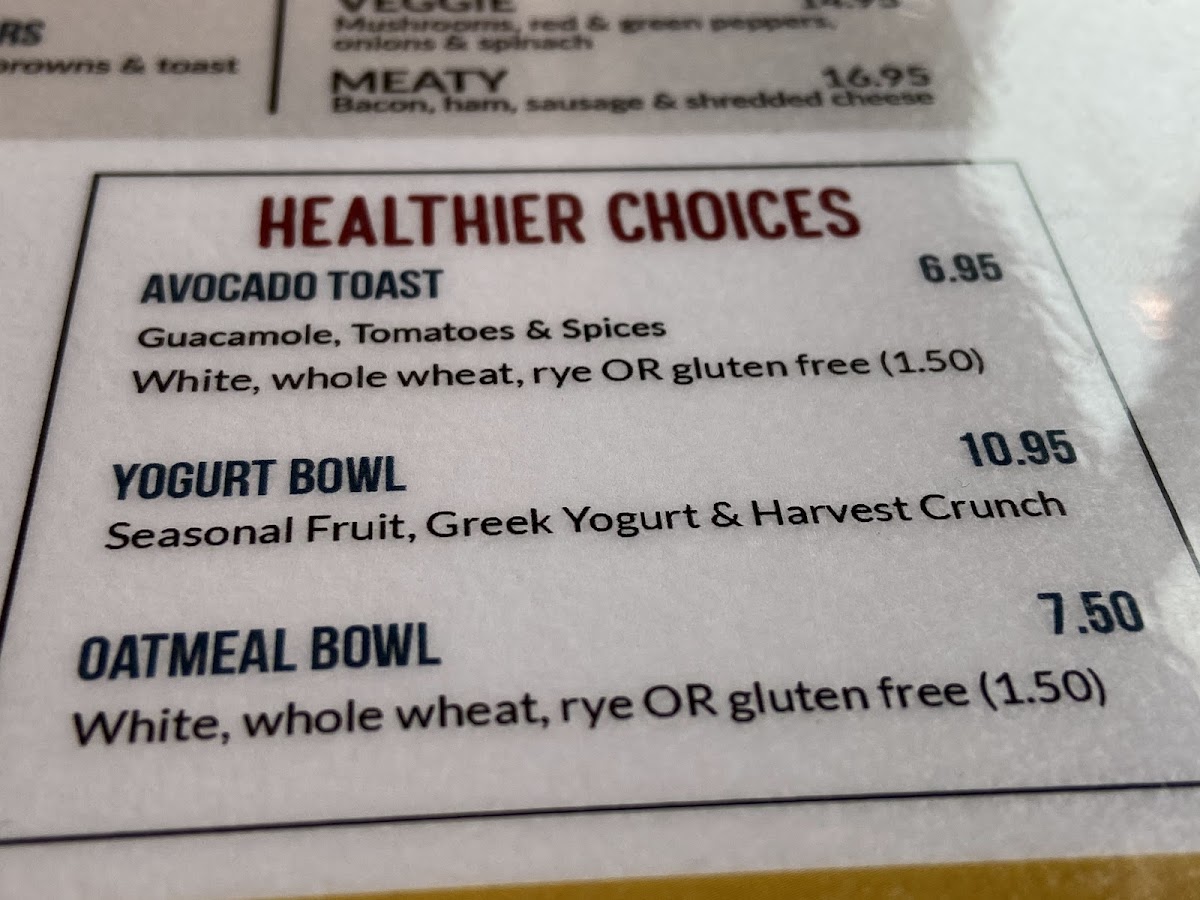 RS
browns & toast
VEGGIE 14.95
Mushrooms, red & green peppers,
onions & spinach
MEATY 16.95
Bacon, ham, sausage & shredded cheese
HEALTHIER CHOICES
AVOCADO TOAST 6.95
Guacamole, Tomatoes & Spices
White, whole wheat, rye OR gluten free (1.50)
YOGURT BOWL 10.95
Seasonal Fruit, Greek Yogurt & Harvest Crunch
OATMEAL BOWL 7.50
White, whole wheat, rye OR gluten free (1.50)